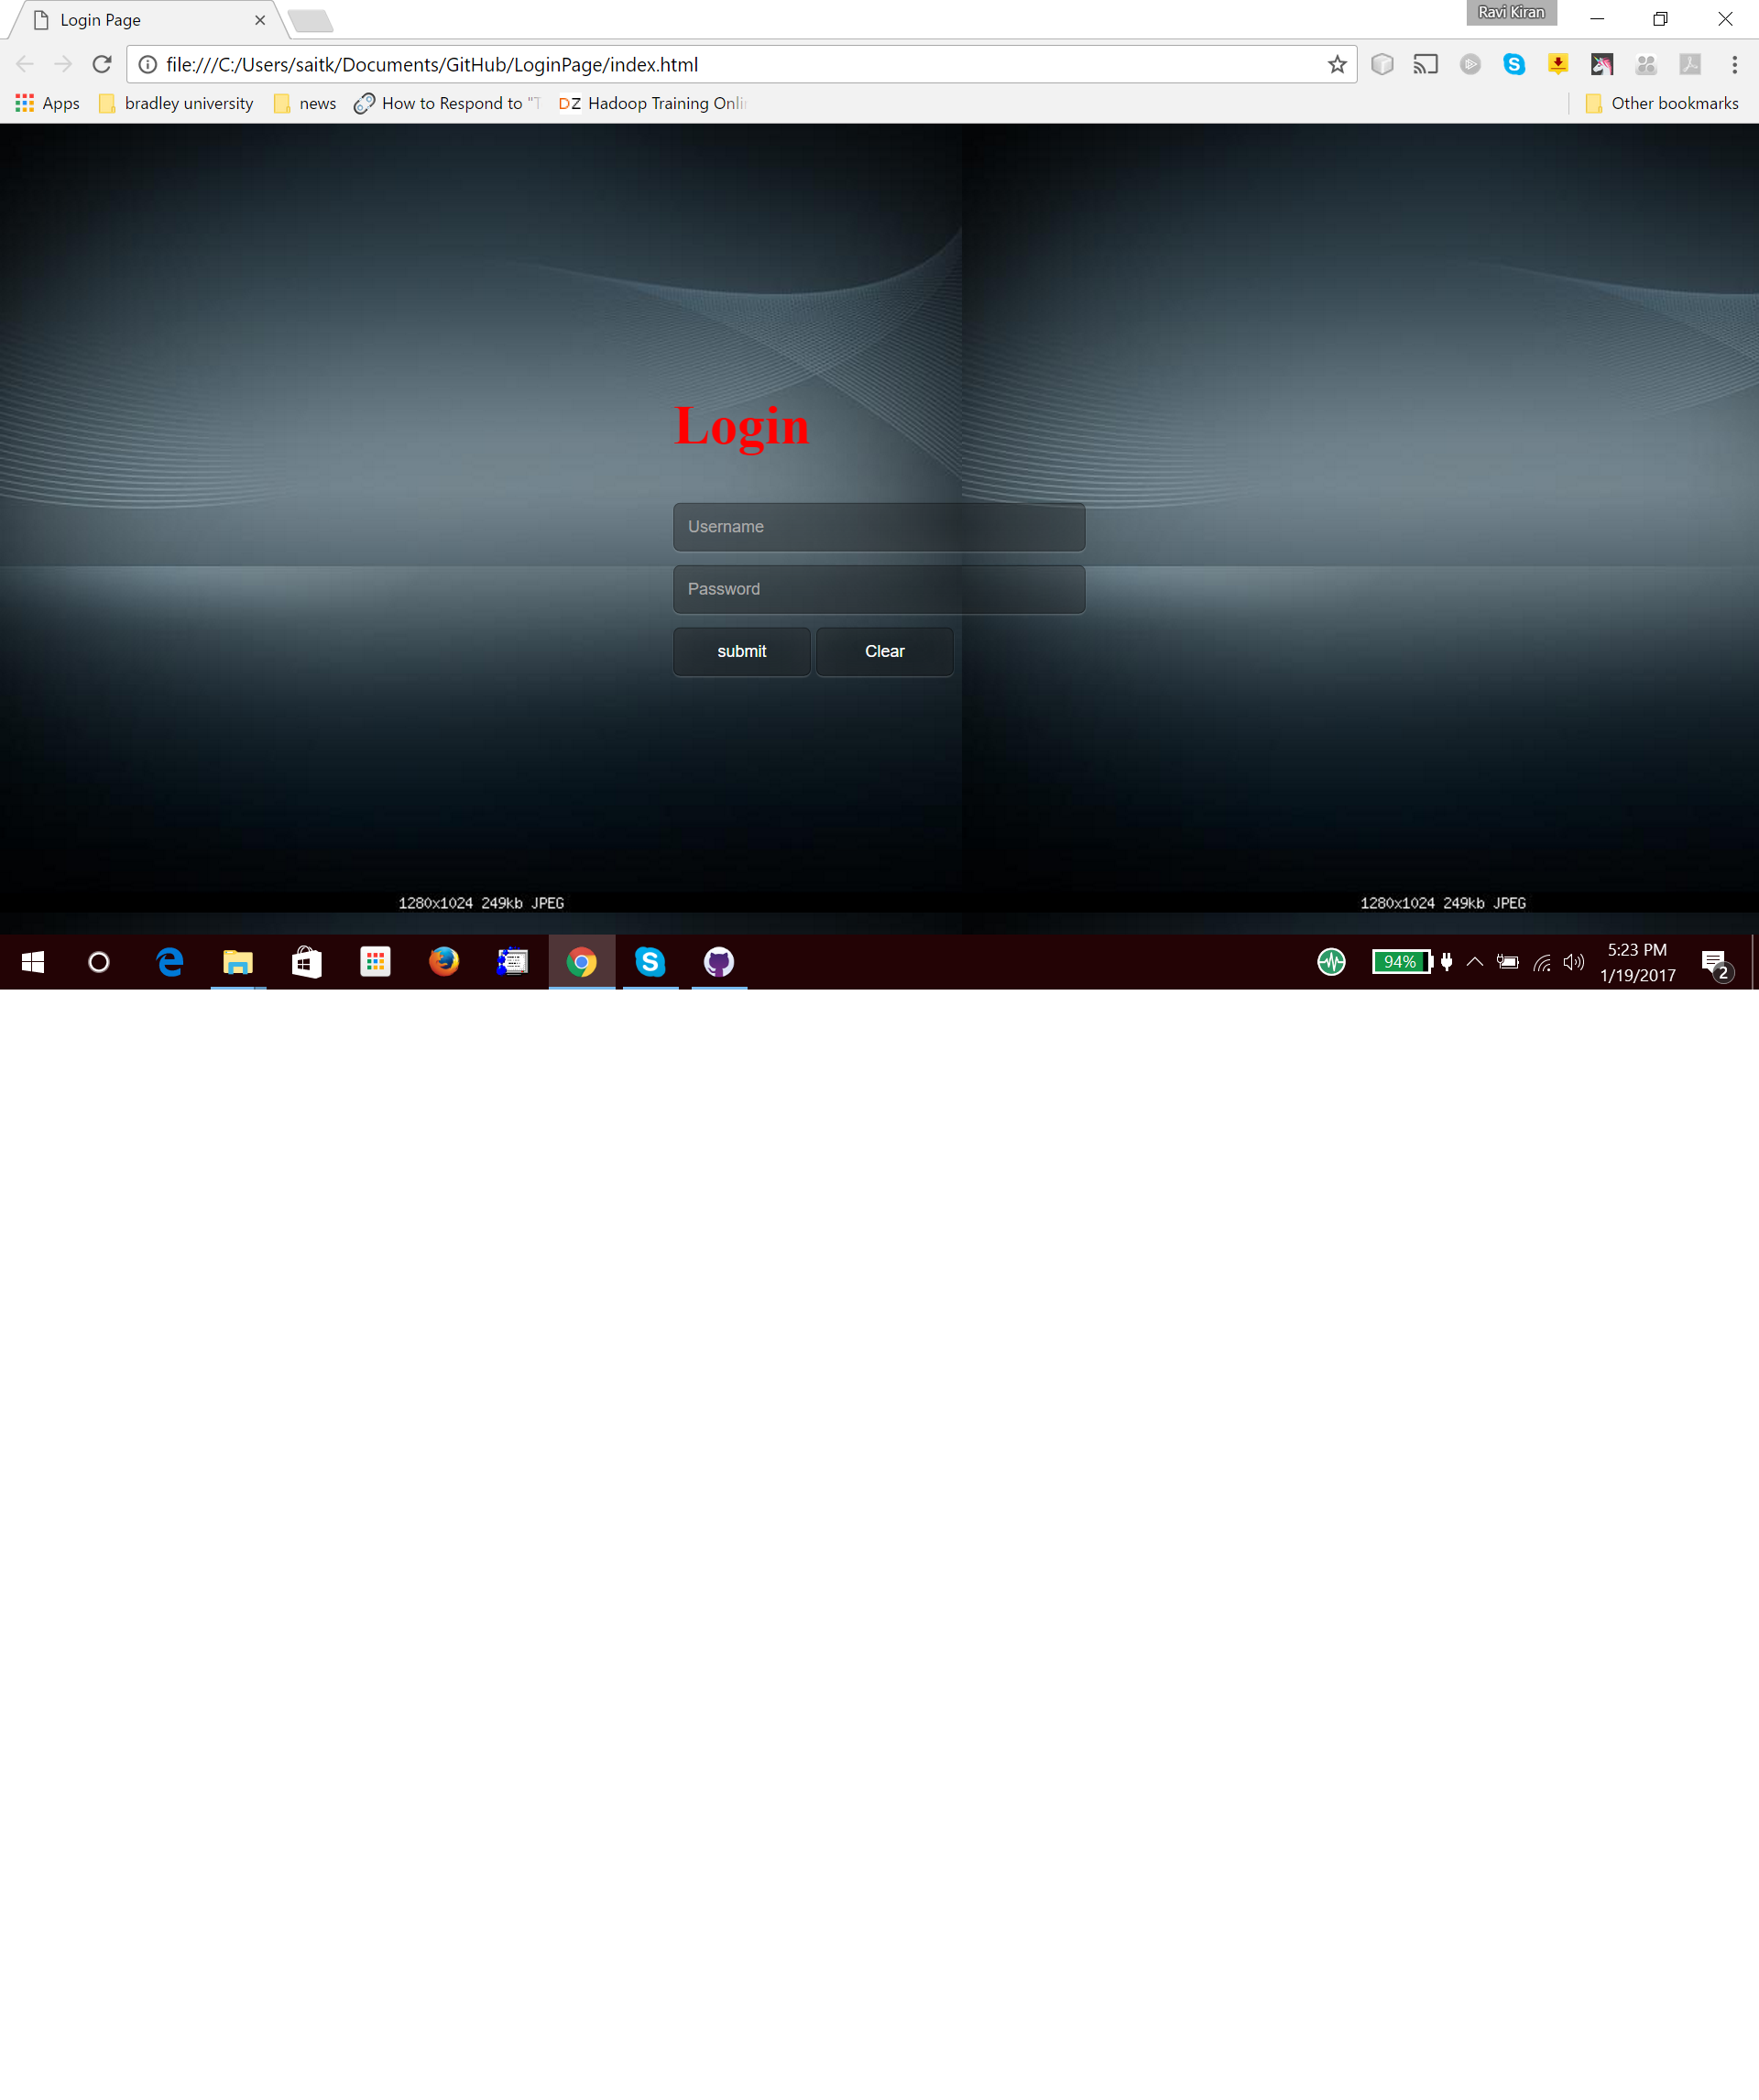 Login Page
Ravi Kiran
file:///C:/Users/saitk/Documents/GitHub/LoginPage/index.html
Apps bradley university news How to Respond to "T DZ Hadoop Training Onli Other bookmarks
Login
Username
Password
submit Clear
1280x1024 249kb JPEG 1280x1024 249kb JPEG
94% 5:23 PM
1/19/2017 2